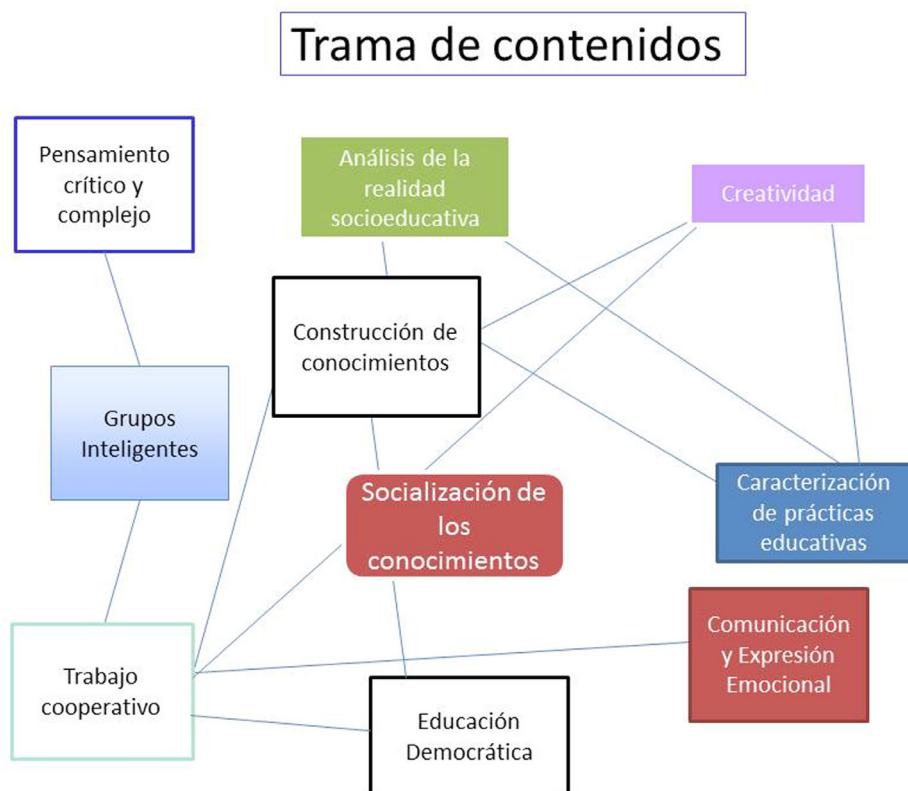 Trama de contenidos
Pensamiento
crítico y
complejo
Análisis de la
realidad
socioeducativa
Creatividad
Construcción de
conocimientos
Grupos
Inteligentes
Socialización de
los
conocimientos
Caracterización
de prácticas
educativas
Trabajo
cooperativo
Comunicación
y Expresión
Emocional
Educación
Democrática